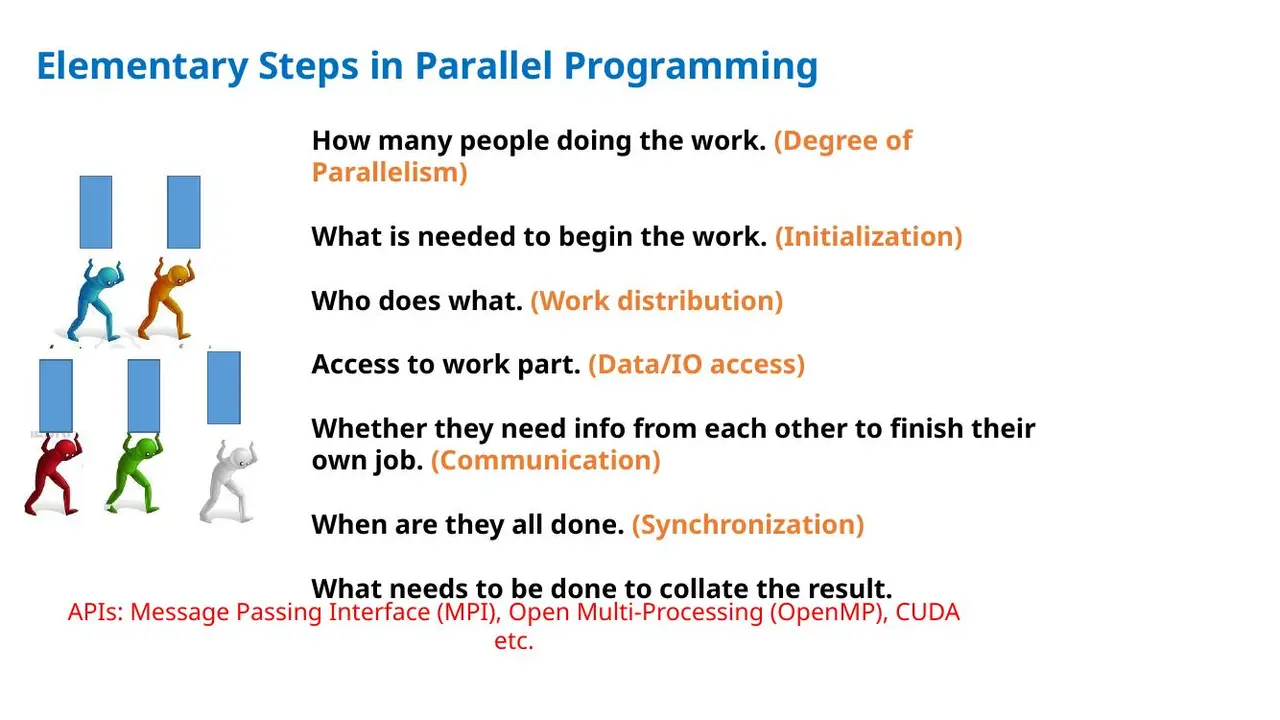 Elementary Steps in Parallel Programming
How many people doing the work. (Degree of
Parallelism)
What is needed to begin the work. (Initialization)
Who does what. (Work distribution)
Access to work part. (Data/IO access)
Whether they need info from each other to finish their
own job. (Communication)
When are they all done. (Synchronization)
What needs to be done to collate the result.
APIs: Message Passing Interface (MPI), Open Multi-Processing (OpenMP), CUDA
etc.